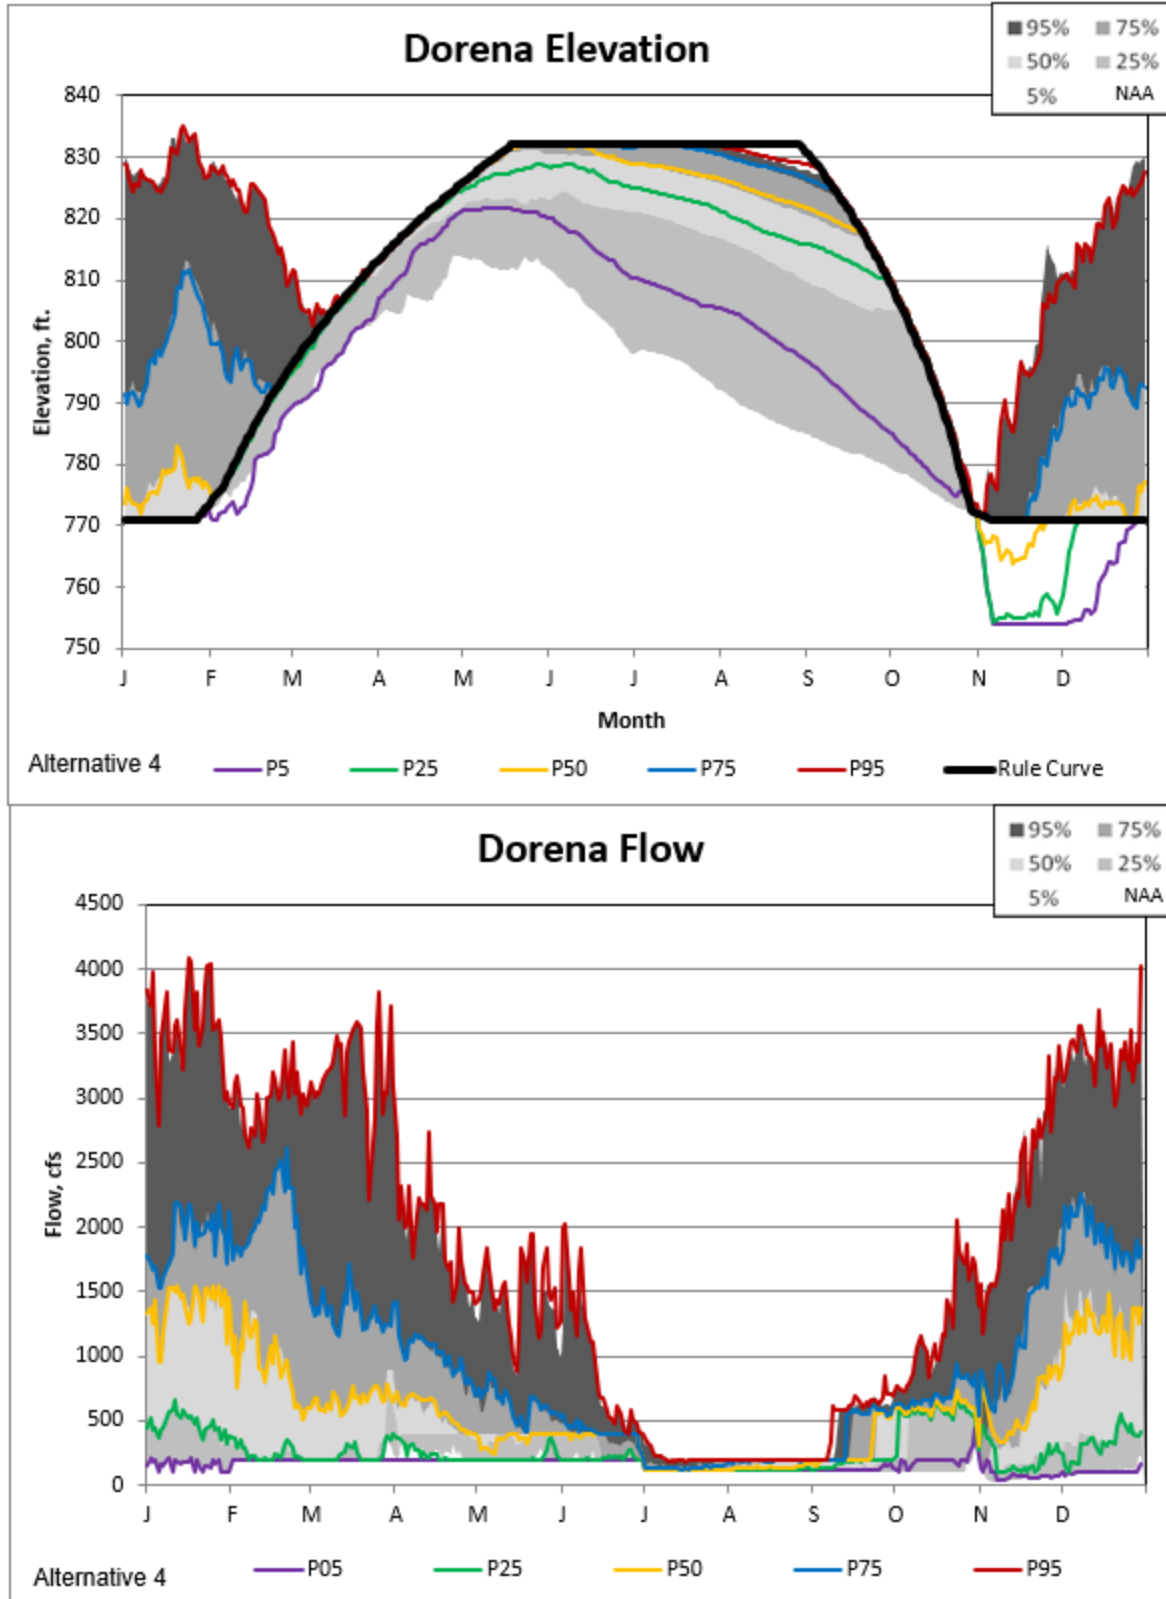 Dorena Elevation
95% 75%
50% 25%
5% NAA
840
830
820
810
800
790
780
770
760
750
Elevation, ft.
J F M A M J J A S O N D
Month
Alternative 4 P5 P25 P50 P75 P95 Rule Curve
Dorena Flow
95% 75%
50% 25%
5% NAA
4500
4000
3500
3000
2500
2000
1500
1000
500
0
Flow, cfs
J F M A M J J A S O N D
Alternative 4 P05 P25 P50 P75 P95